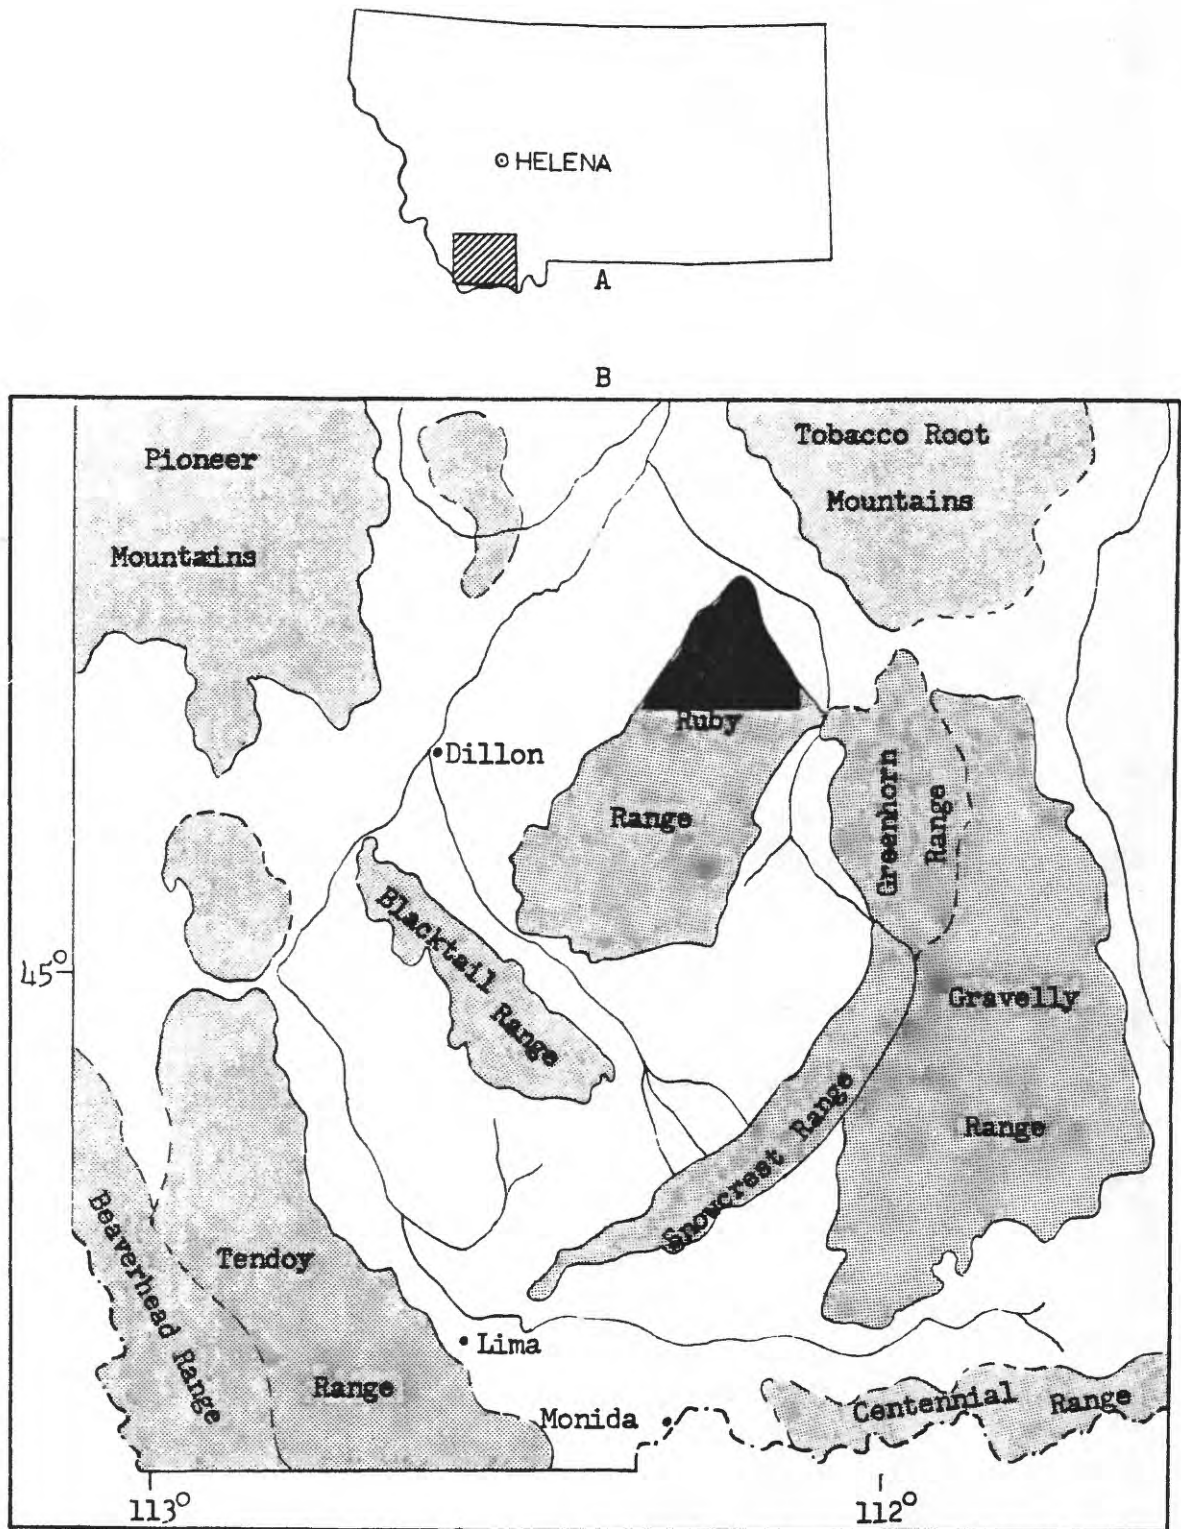 HELENA
A
B
Pioneer
Mountains
Tobacco Root
Mountains
Ruby
Range
Dillon
Greenhorn
Range
Blacktail
Range
45°
Gravelly
Range
Snowcrest Range
Beaverhead Range
Tendoy
Range
Lima
Monida
Centennial Range
113°
112°